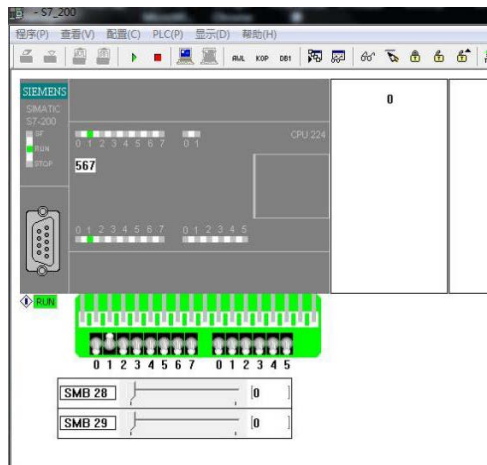 - S7_200
程序(P) 查看(V) 配置(C) PLC(P) 显示(D) 帮助(H)
AWL KOP DB1
SIEMENS
SIMATIC
S7-200
SF
RUN
STOP
0 1 2 3 4 5 6 7 0 1
CPU 224
567
0 1 2 3 4 5 6 7 0 1 2 3 4 5
0
RUN
0 1 2 3 4 5 6 7 0 1 2 3 4 5
SMB 28 [0 ]
SMB 29 [0 ]